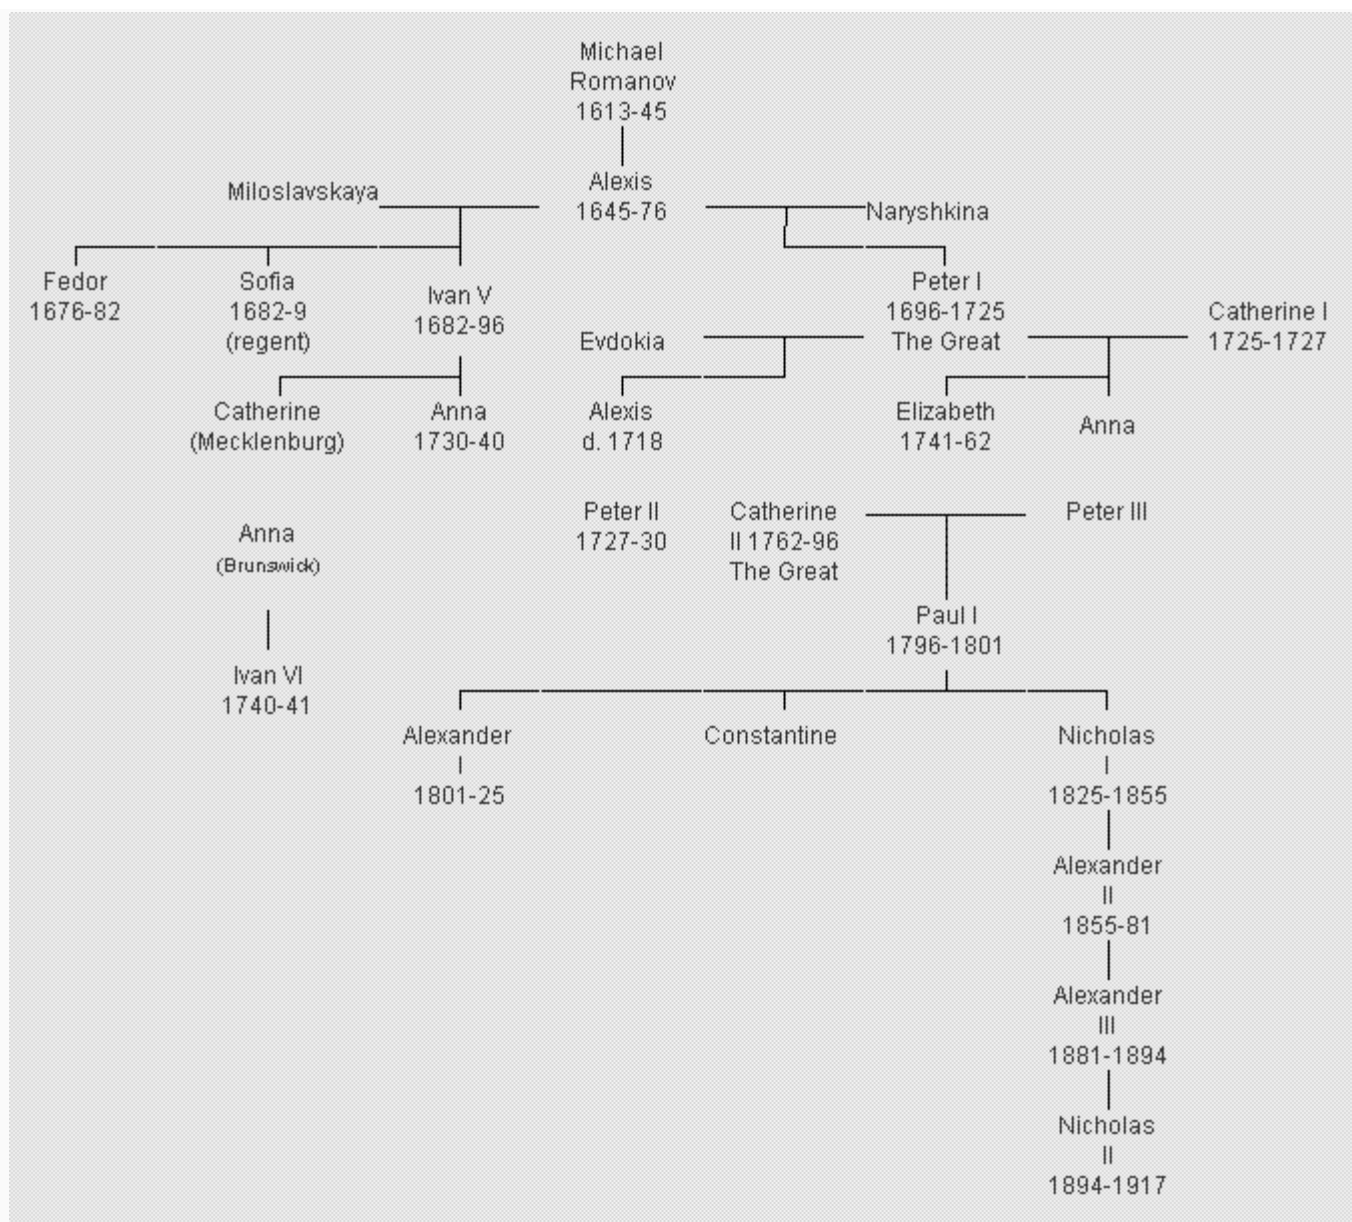 Michael
Romanov
1613-45
Miloslavskaya
Alexis
1645-76
Naryshkina
Fedor
1676-82
Sofia
1682-9
(regent)
Ivan V
1682-96
Peter I
1696-1725
The Great
Evdokia
Catherine I
1725-1727
Catherine
(Mecklenburg)
Anna
1730-40
Alexis
d. 1718
Elizabeth
1741-62
Anna
Anna
(Brunswick)
Peter II
1727-30
Catherine
II 1762-96
The Great
Peter III
Paul I
1796-1801
Ivan VI
1740-41
Alexander
I
1801-25
Constantine
Nicholas
I
1825-1855
Alexander
II
1855-81
Alexander
III
1881-1894
Nicholas
II
1894-1917